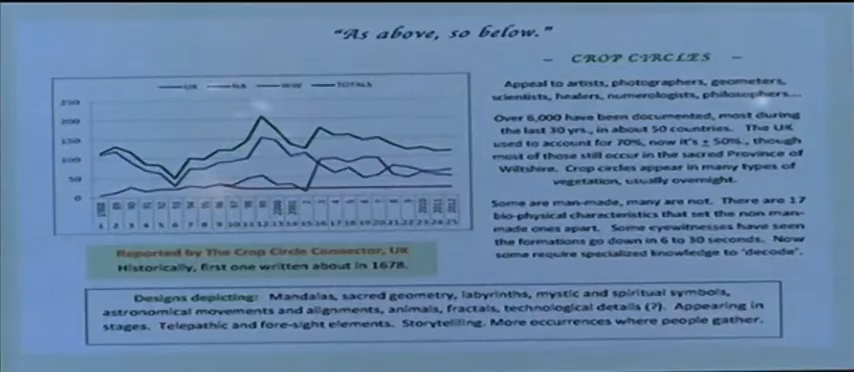 "As above, so below."
– CROP CIRCLES –
UK NA WW TOTALS
250
200
150
100
50
0
1 2 3 4 5 6 7 8 9 10 11 12 13 14 15 16 17 18 19 20 21 22 23 24 25
Reported by The Crop Circle Connector, UK
Historically, first one written about in 1678.
Appeal to artists, photographers, geometers,
scientists, healers, numerologists, philosophers...
Over 6,000 have been documented, most during
the last 30 yrs., in about 50 countries. The UK
used to account for 70%, now it's ± 50%., though
most of those still occur in the sacred Province of
Wiltshire. Crop circles appear in many types of
vegetation, usually overnight.
Some are man-made, many are not. There are 17
bio-physical characteristics that set the non man-
made ones apart. Some eyewitnesses have seen
the formations go down in 6 to 30 seconds. Now
some require specialized knowledge to 'decode'.
Designs depicting: Mandalas, sacred geometry, labyrinths, mystic and spiritual symbols,
astronomical movements and alignments, animals, fractals, technological details (?). Appearing in
stages. Telepathic and fore-sight elements. Storytelling. More occurrences where people gather.